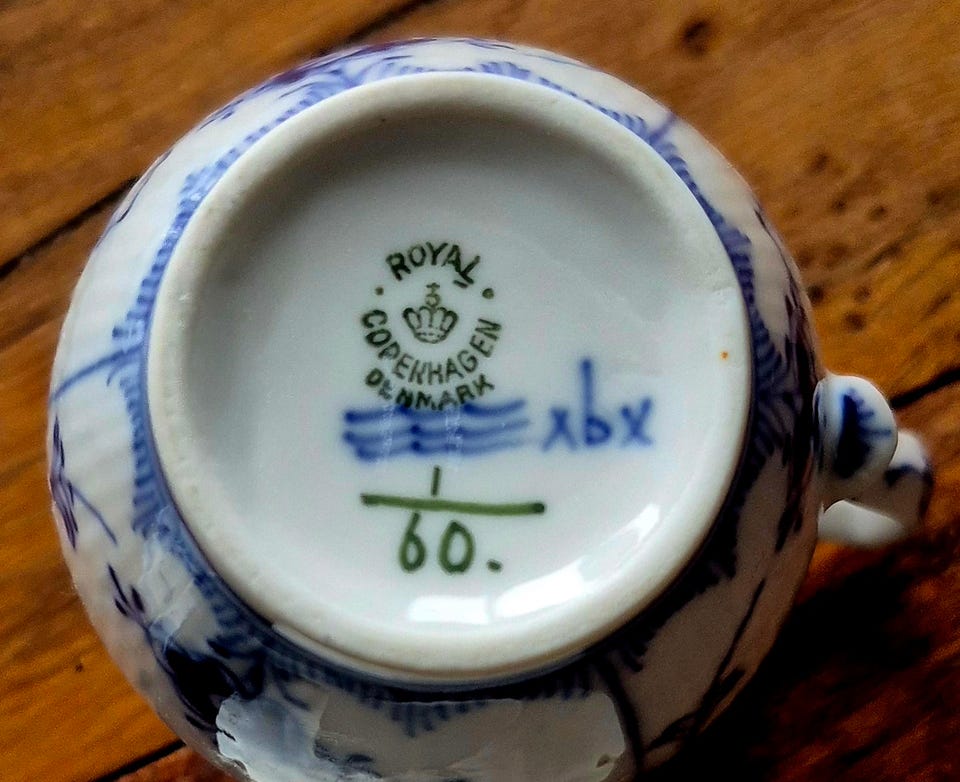 ROYAL
COPENHAGEN
DENMARK
xbx
1
60.